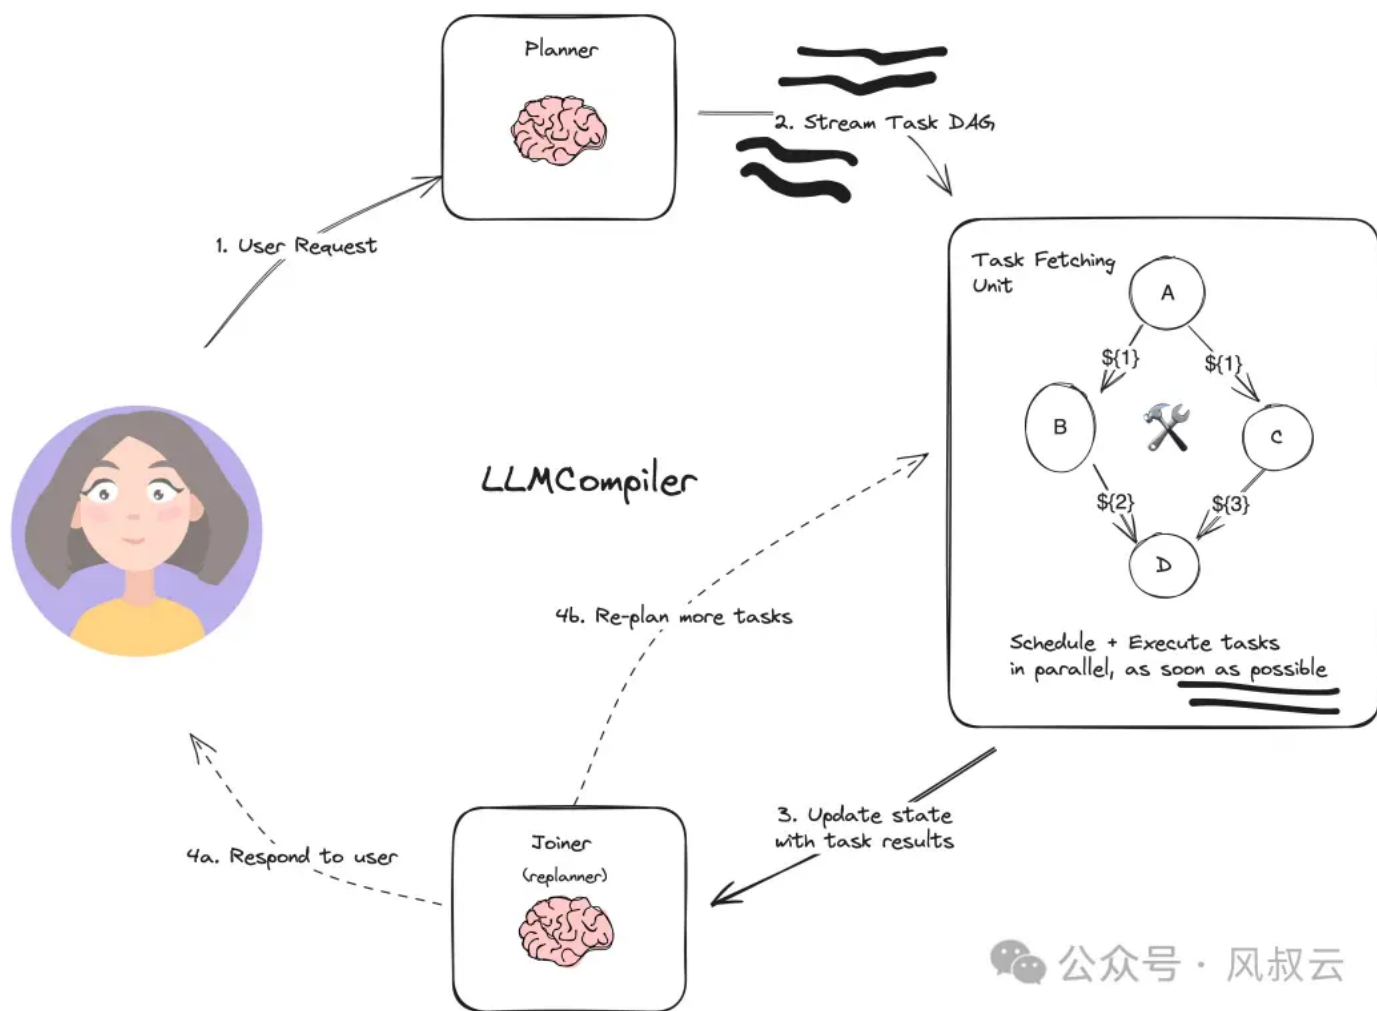 Planner
2. Stream Task DAG
1. User Request
Task Fetching
Unit
A
${1}
${1}
B
C
${2}
${3}
D
Schedule + Execute tasks
in parallel, as soon as possible
LLMCompiler
4b. Re-plan more tasks
3. Update state
with task results
4a. Respond to user
Joiner
(replanner)
公众号 · 风叔云